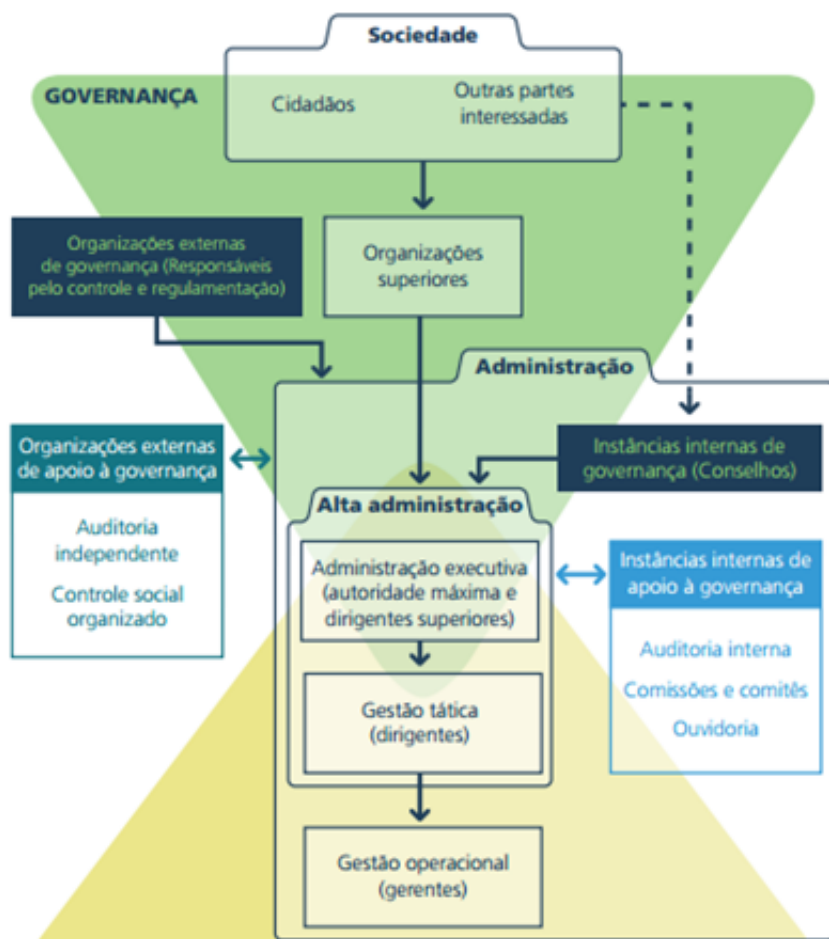 Sociedade
GOVERNANÇA
Cidadãos
Outras partes
interessadas
Organizações externas
de governança (Responsáveis
pelo controle e regulamentação)
Organizações
superiores
Administração
Organizações externas
de apoio à governança
Auditoria
independente
Controle social
organizado
Instâncias internas de
governança (Conselhos)
Alta administração
Administração executiva
(autoridade máxima e
dirigentes superiores)
Instâncias internas de
apoio à governança
Auditoria interna
Comissões e comitês
Ouvidoria
Gestão tática
(dirigentes)
Gestão operacional
(gerentes)